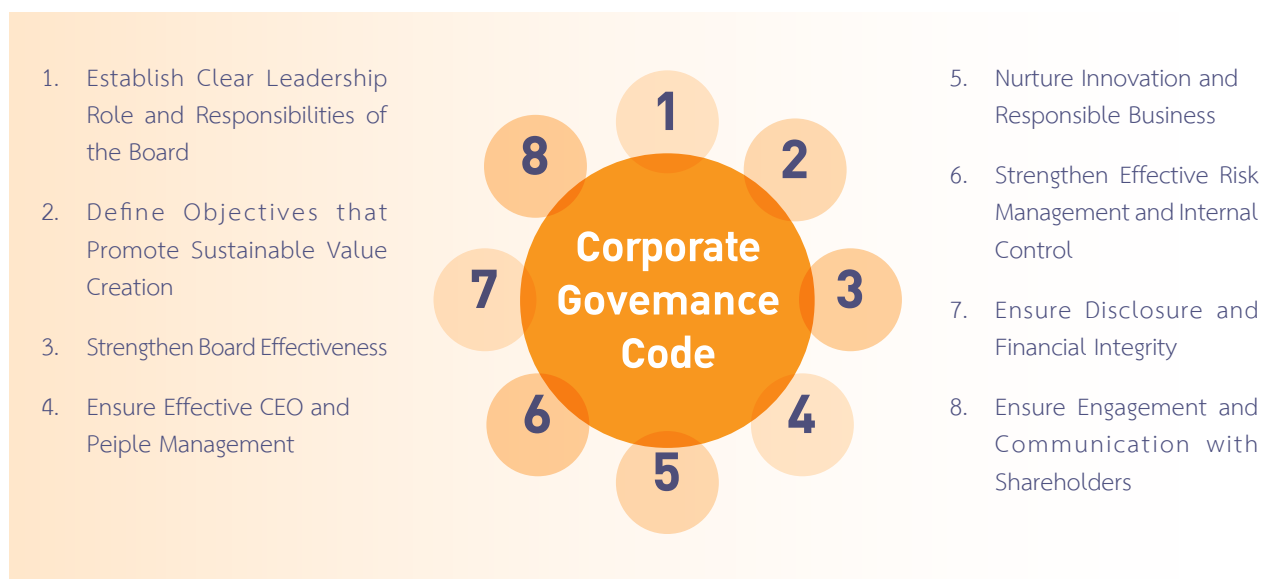 1. Establish Clear Leadership
Role and Responsibilities of
the Board
2. Define Objectives that
Promote Sustainable Value
Creation
3. Strengthen Board Effectiveness
4. Ensure Effective CEO and
Peiple Management
1
2
3
4
5
6
7
8
Corporate
Govemance
Code
5. Nurture Innovation and
Responsible Business
6. Strengthen Effective Risk
Management and Internal
Control
7. Ensure Disclosure and
Financial Integrity
8. Ensure Engagement and
Communication with
Shareholders